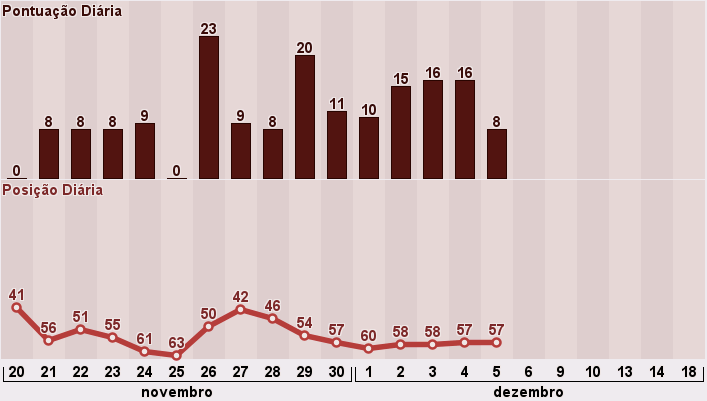 Pontuação Diária
0 8 8 8 9 0 23 9 8 20 11 10 15 16 16 8
Posição Diária
41 56 51 55 61 63 50 42 46 54 57 60 58 58 57 57
20 21 22 23 24 25 26 27 28 29 30 1 2 3 4 5 6 9 10 13 14 18
novembro dezembro